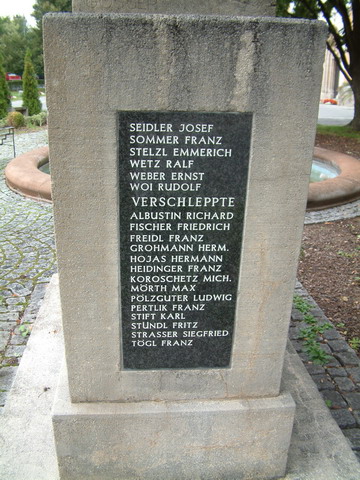 SEIDLER JOSEF
SOMMER FRANZ
STELZL EMMERICH
WETZ RALF
WEBER ERNST
WOI RUDOLF
VERSCHLEPPTE
ALBUSTIN RICHARD
FISCHER FRIEDRICH
FREIDL FRANZ
GROHMANN HERM.
HOJAS HERMANN
HEIDINGER FRANZ
KOROSCHETZ MICH.
MÖRTH MAX
POLZGUTER LUDWIG
PERTLIK FRANZ
STIFT KARL
STÜNDL FRITZ
STRASSER SIEGFRIED
TÖGL FRANZ